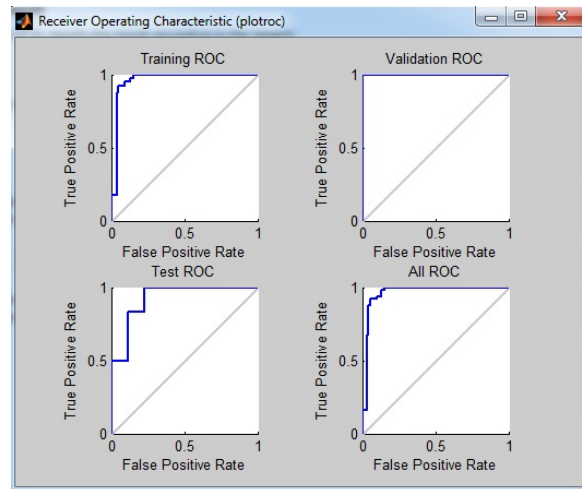 Receiver Operating Characteristic (plotroc)
Training ROC
1
0.5
0
True Positive Rate
0 0.5 1
False Positive Rate
Validation ROC
1
0.5
0
True Positive Rate
0 0.5 1
False Positive Rate
Test ROC
1
0.5
0
True Positive Rate
0 0.5 1
False Positive Rate
All ROC
1
0.5
0
True Positive Rate
0 0.5 1
False Positive Rate